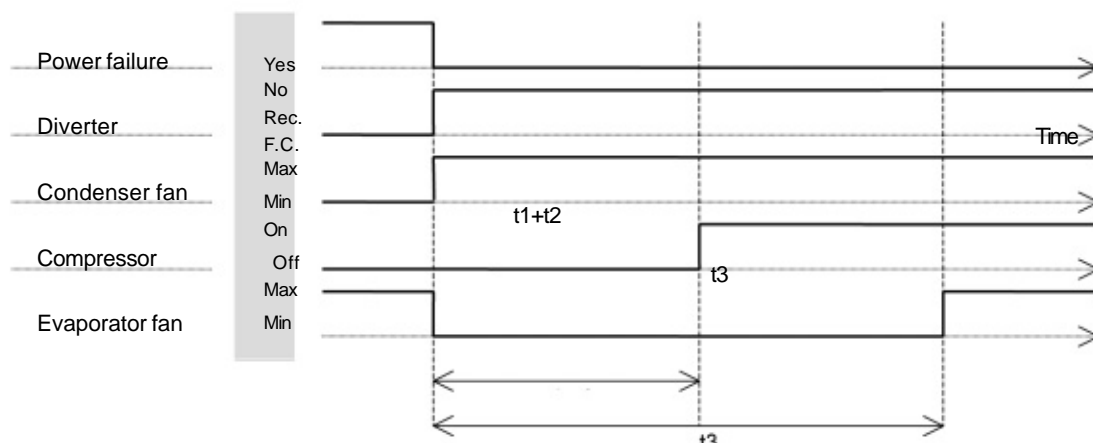 Power failure
Yes
No
Diverter
Rec.
Time
F.C.
Max
Condenser fan
Min
t1+t2
On
Compressor
Off
t3
Max
Evaporator fan
Min
t3